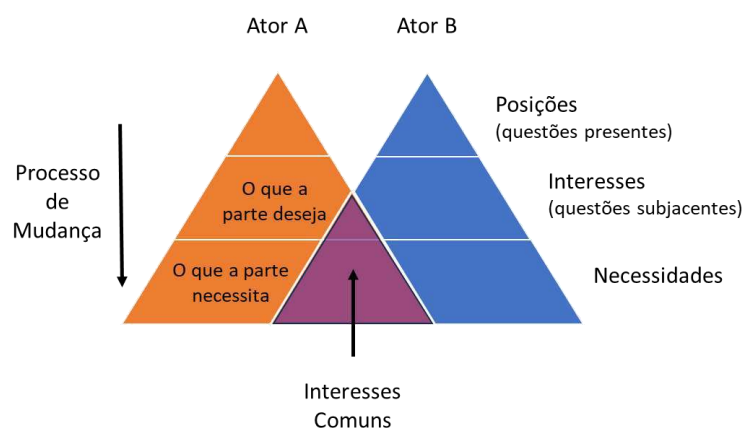 Ator A
Ator B
Posições
(questões presentes)
Processo
de
Mudança
O que a
parte deseja
Interesses
(questões subjacentes)
O que a parte
necessita
Necessidades
Interesses
Comuns